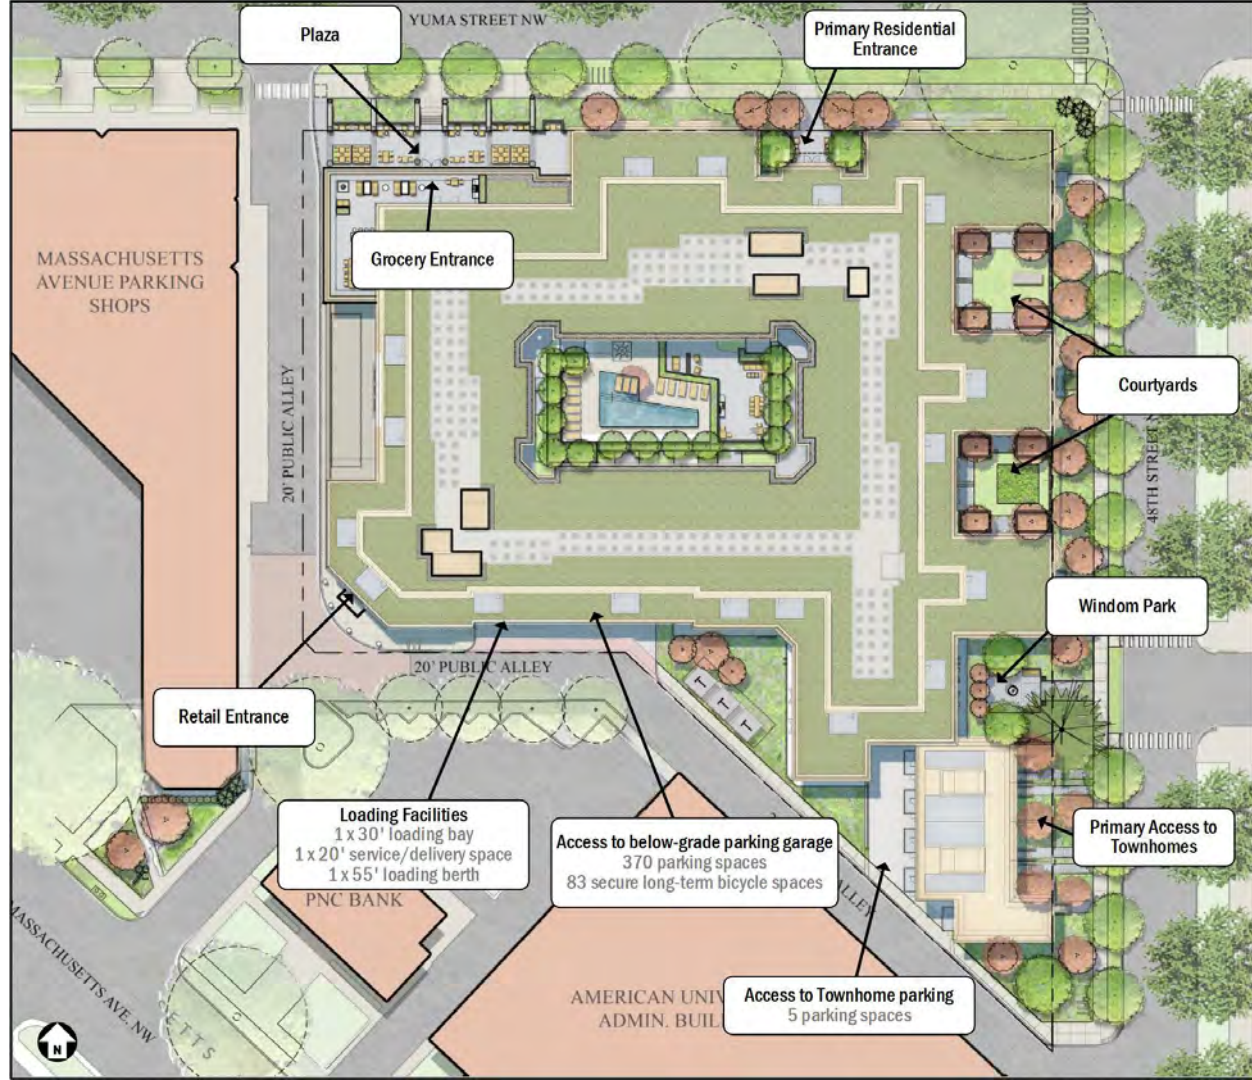 YUMA STREET NW
Plaza
Primary Residential
Entrance
MASSACHUSETTS
AVENUE PARKING
SHOPS
Grocery Entrance
Courtyards
20' PUBLIC ALLEY
48TH STREET
Windom Park
20' PUBLIC ALLEY
Retail Entrance
Loading Facilities
1 x 30' loading bay
1 x 20' service/delivery space
1 x 55' loading berth
Access to below-grade parking garage
370 parking spaces
83 secure long-term bicycle spaces
Primary Access to
Townhomes
PNC BANK
ALLEY
MASSACHUSETTS AVE. NW
ETTS
AMERICAN UNI
ADMIN. BUIL
Access to Townhome parking
5 parking spaces
N